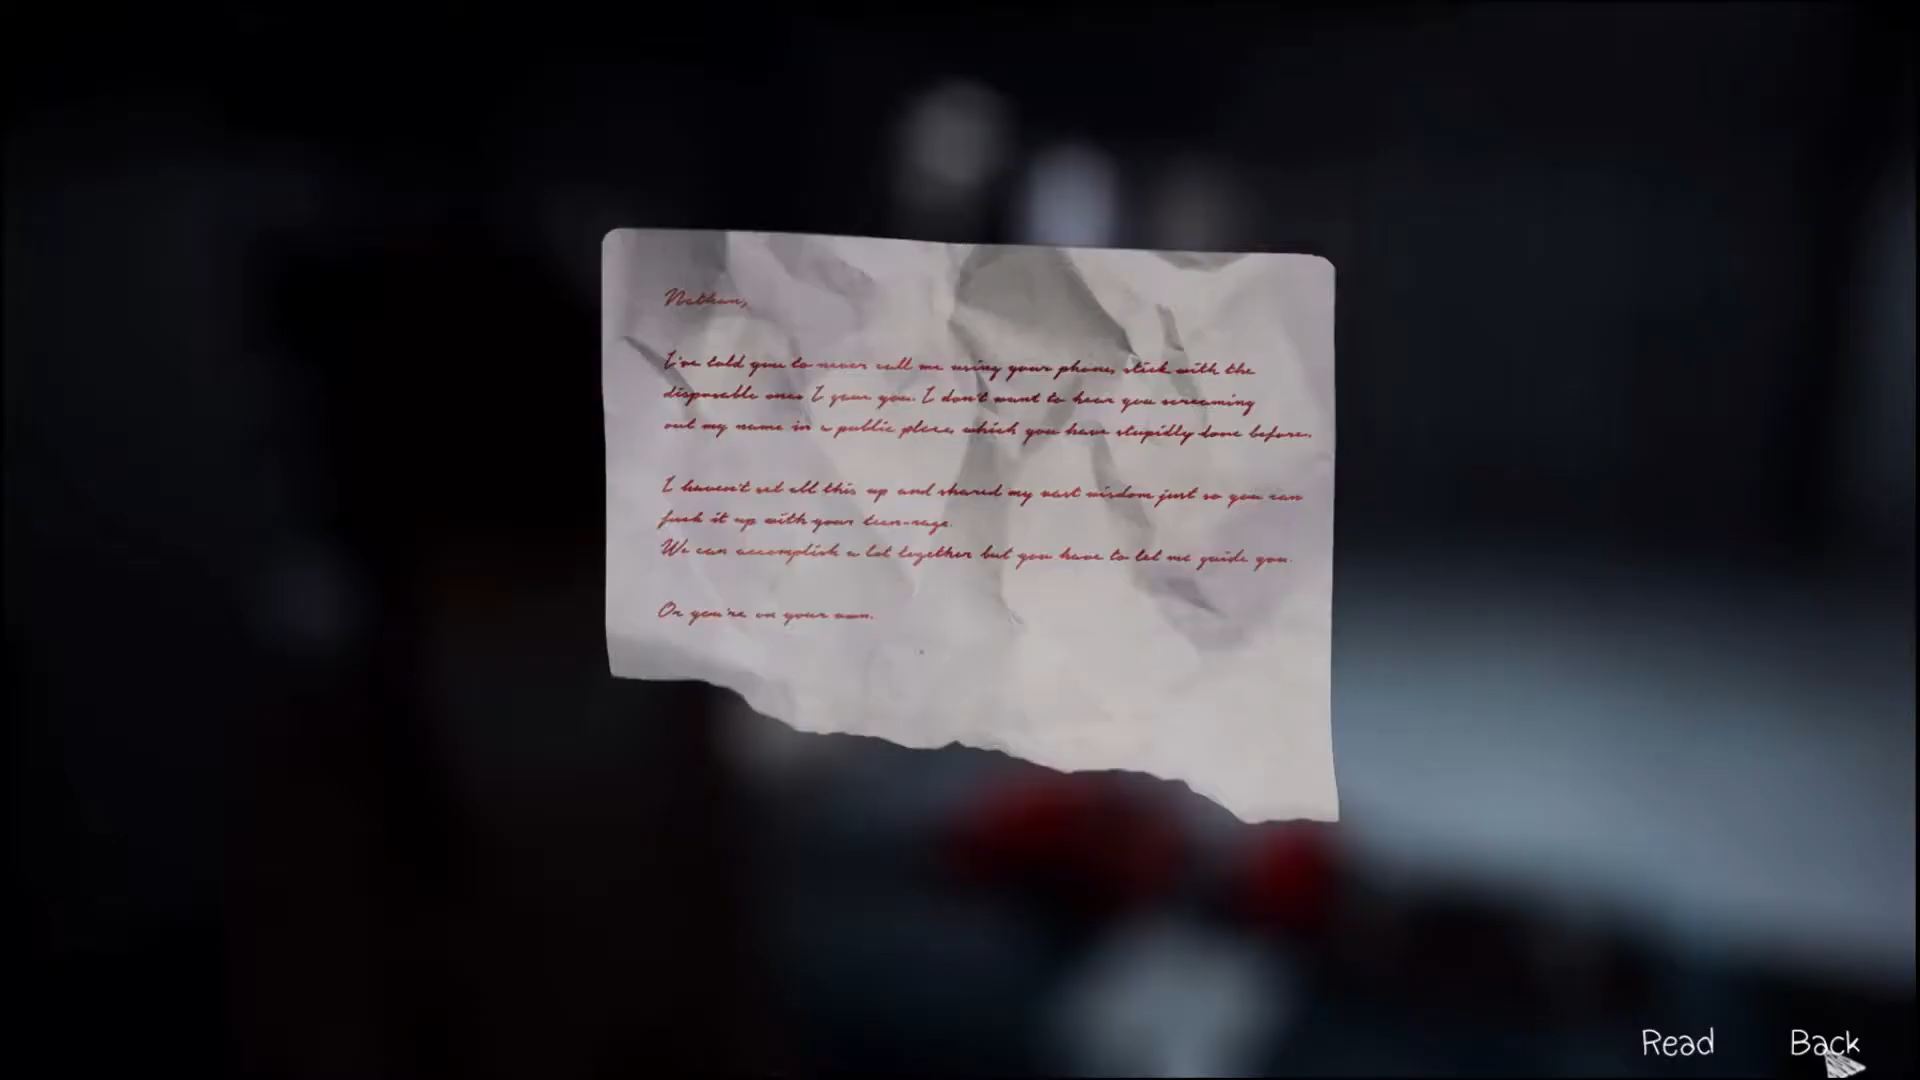 Nathan,
I've told you to never call me using your phone, stick with the
disposable ones I gave you. I don't want to hear you screaming
out my name in a public place, which you have stupidly done before.
I haven't set all this up and shared my vast wisdom just so you can
fuck it up with your teen-rage.
We can accomplish a lot together but you have to let me guide you.
Or you're on your own.
Read
Back